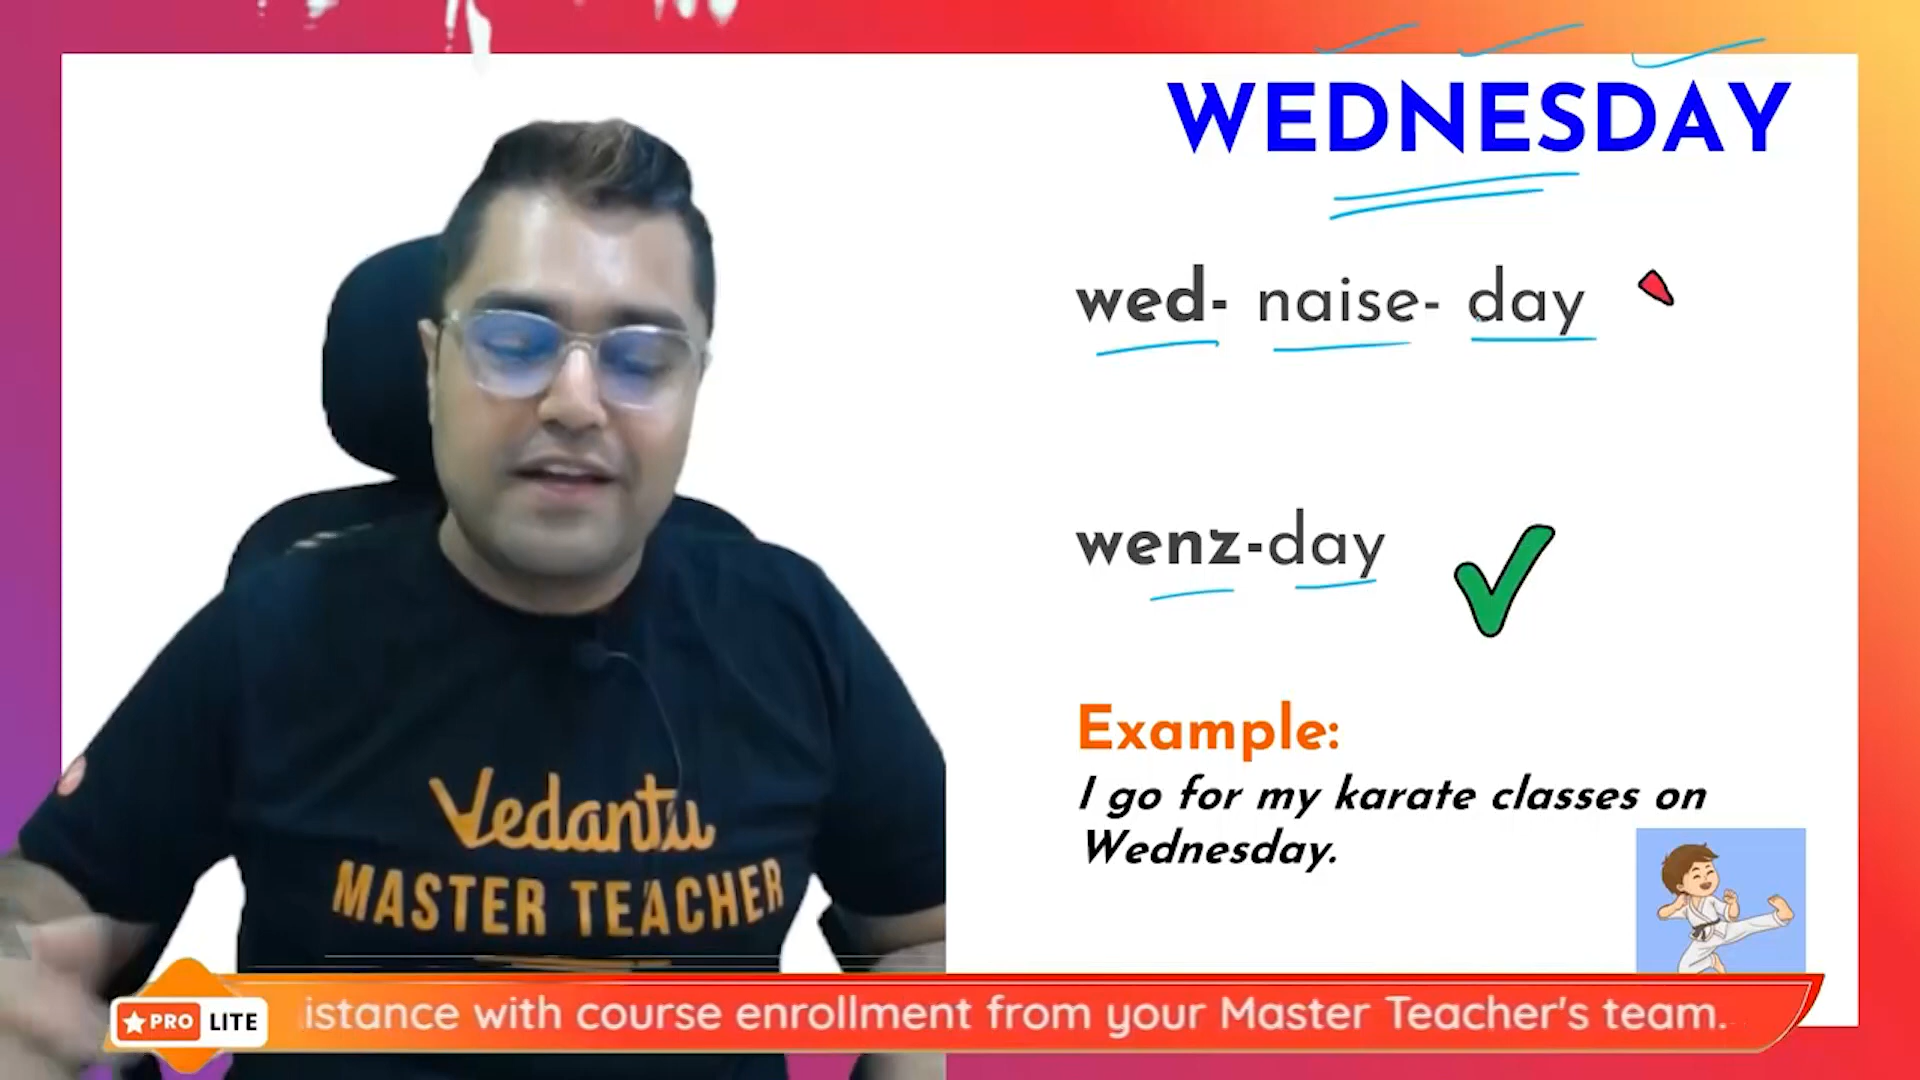 WEDNESDAY
wed- naise- day
wenz-day
Example:
I go for my karate classes on
Wednesday.
Vedantu
MASTER TEACHER
PRO LITE
istance with course enrollment from your Master Teacher's team.